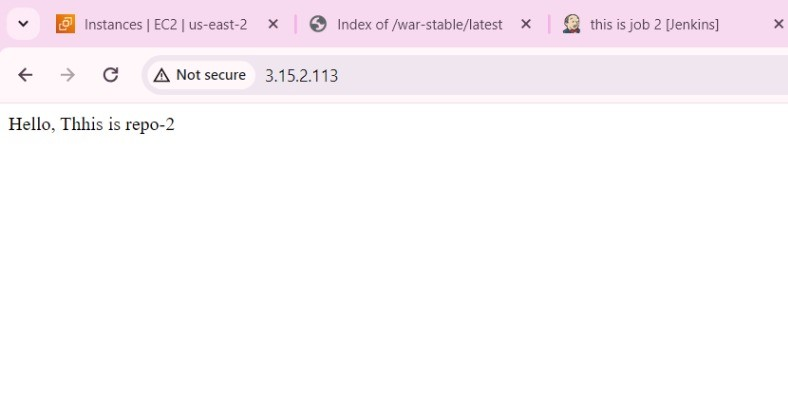 Instances | EC2 | us-east-2
Index of /war-stable/latest
this is job 2 [Jenkins]
Not secure
3.15.2.113
Hello, Thhis is repo-2